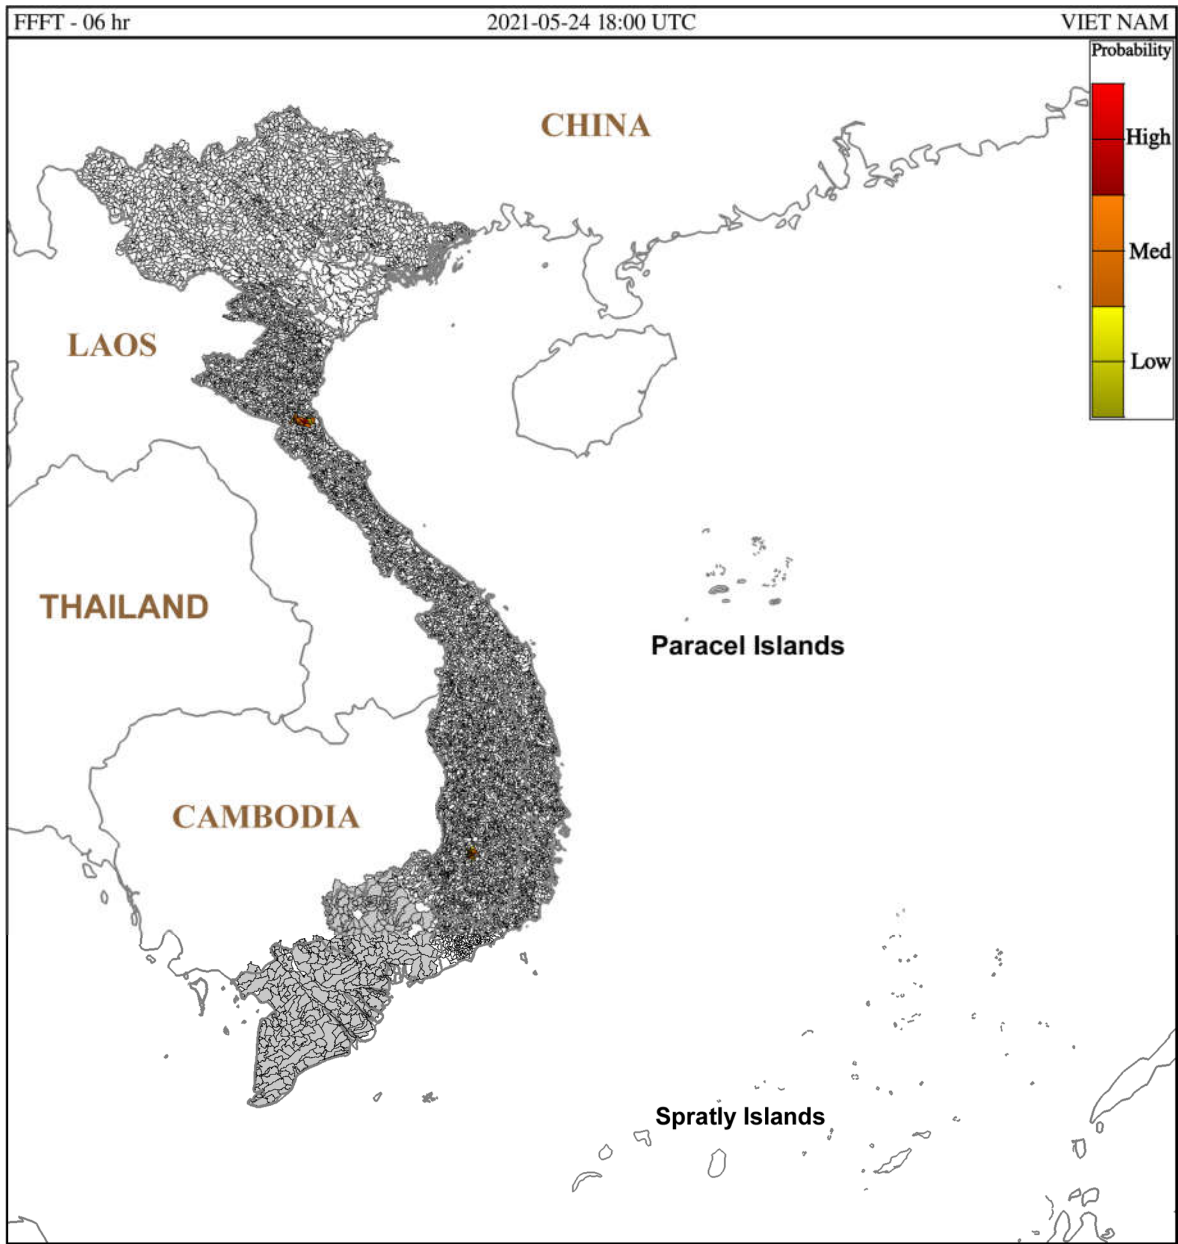 FFFT - 06 hr
2021-05-24 18:00 UTC
VIET NAM
Probability
CHINA
High
Med
LAOS
Low
THAILAND
Paracel Islands
CAMBODIA
Spratly Islands